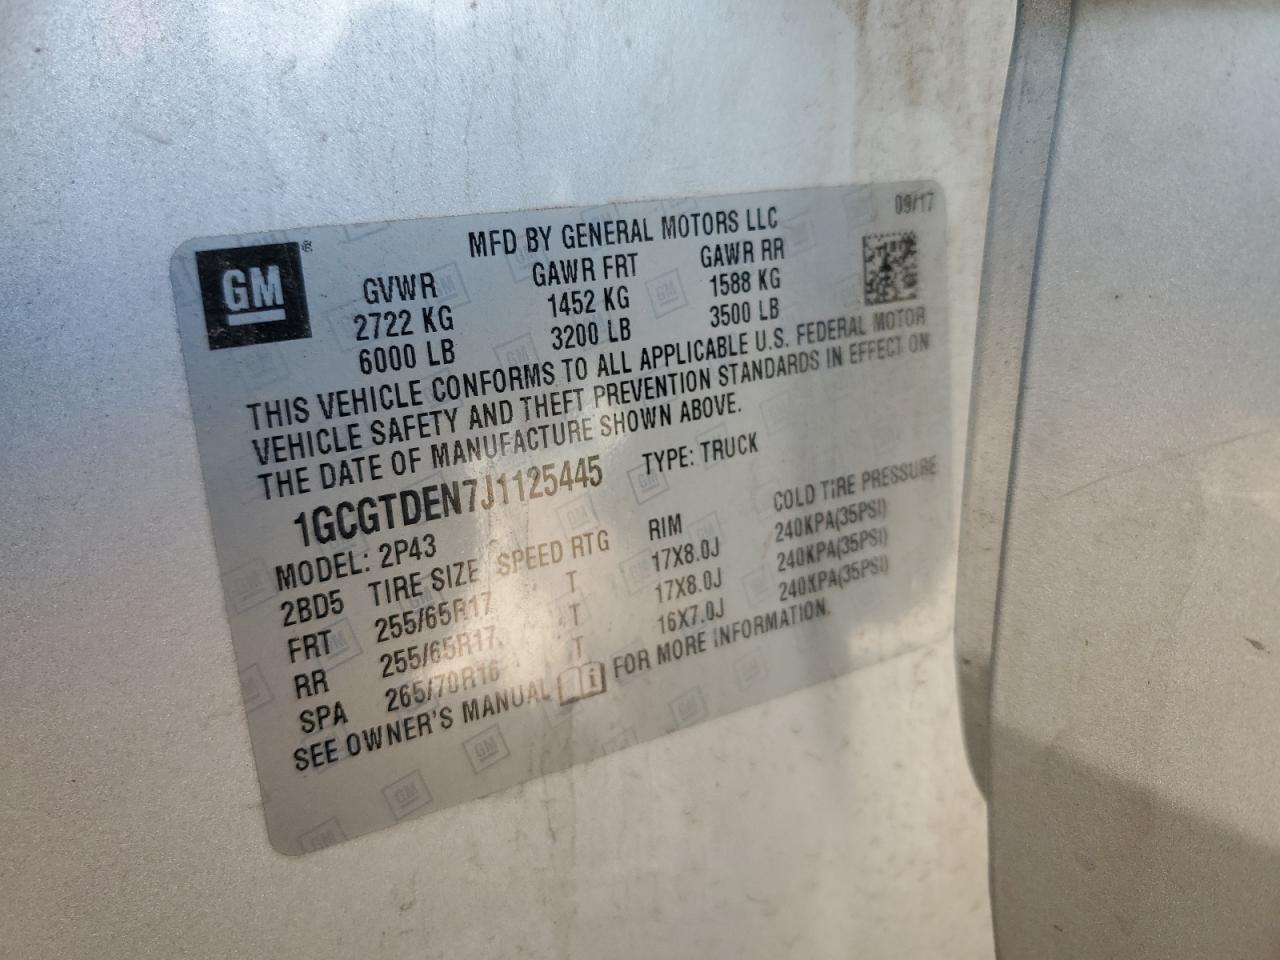 09/17
GM®
MFD BY GENERAL MOTORS LLC
GVWR GAWR FRT GAWR RR
2722 KG 1452 KG 1588 KG
6000 LB 3200 LB 3500 LB
THIS VEHICLE CONFORMS TO ALL APPLICABLE U.S. FEDERAL MOTOR
VEHICLE SAFETY AND THEFT PREVENTION STANDARDS IN EFFECT ON
THE DATE OF MANUFACTURE SHOWN ABOVE.
1GCGTDEN7J1125445 TYPE: TRUCK
MODEL: 2P43
2BD5 TIRE SIZE SPEED RTG RIM COLD TIRE PRESSURE
FRT 255/65R17 T 17X8.0J 240KPA(35PSI)
RR 255/65R17 T 17X8.0J 240KPA(35PSI)
SPA 265/70R16 T 16X7.0J 240KPA(35PSI)
SEE OWNER'S MANUAL i FOR MORE INFORMATION.